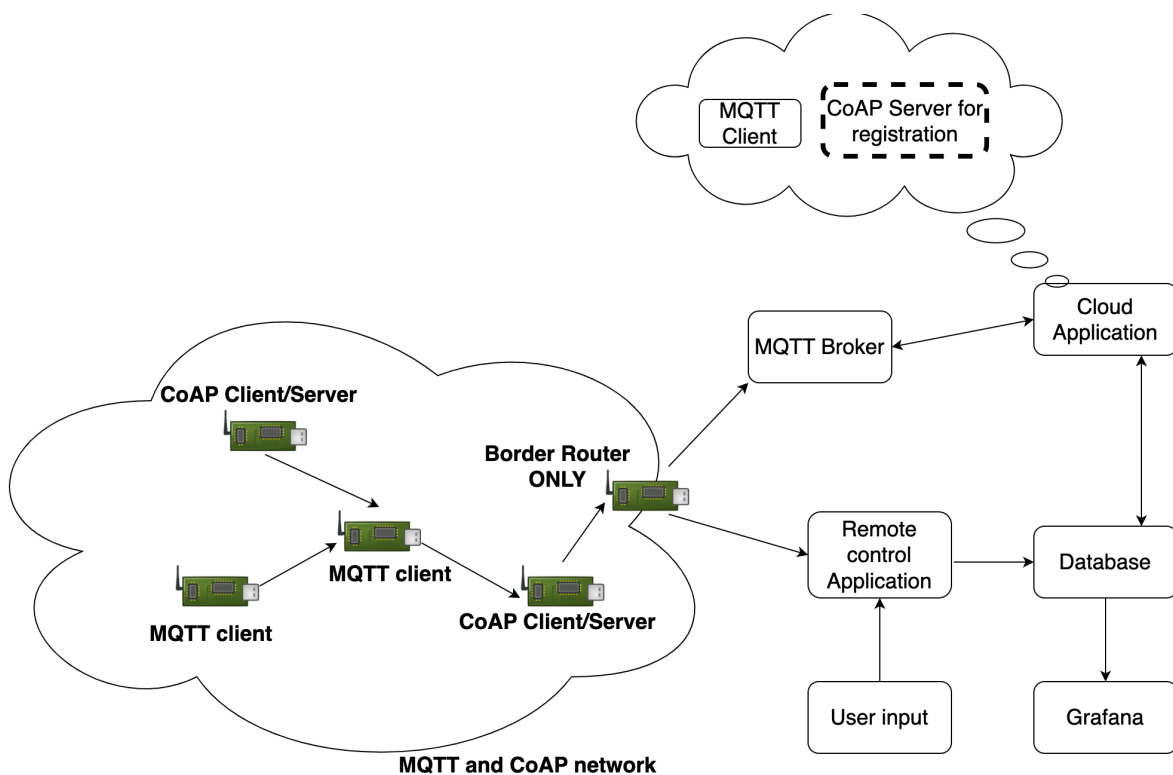 MQTT
Client
CoAP Server for
registration
Cloud
Application
MQTT Broker
CoAP Client/Server
Border Router
ONLY
MQTT client
MQTT client
CoAP Client/Server
Remote
control
Application
Database
User input
Grafana
MQTT and CoAP network